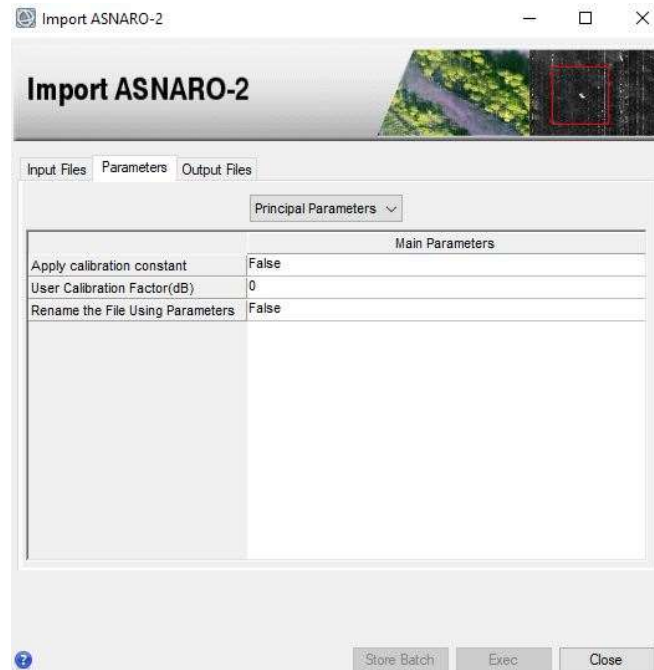 Import ASNARO-2
Import ASNARO-2
Input Files Parameters Output Files
Principal Parameters
Main Parameters
Apply calibration constant False
User Calibration Factor(dB) 0
Rename the File Using Parameters False
Store Batch Exec Close